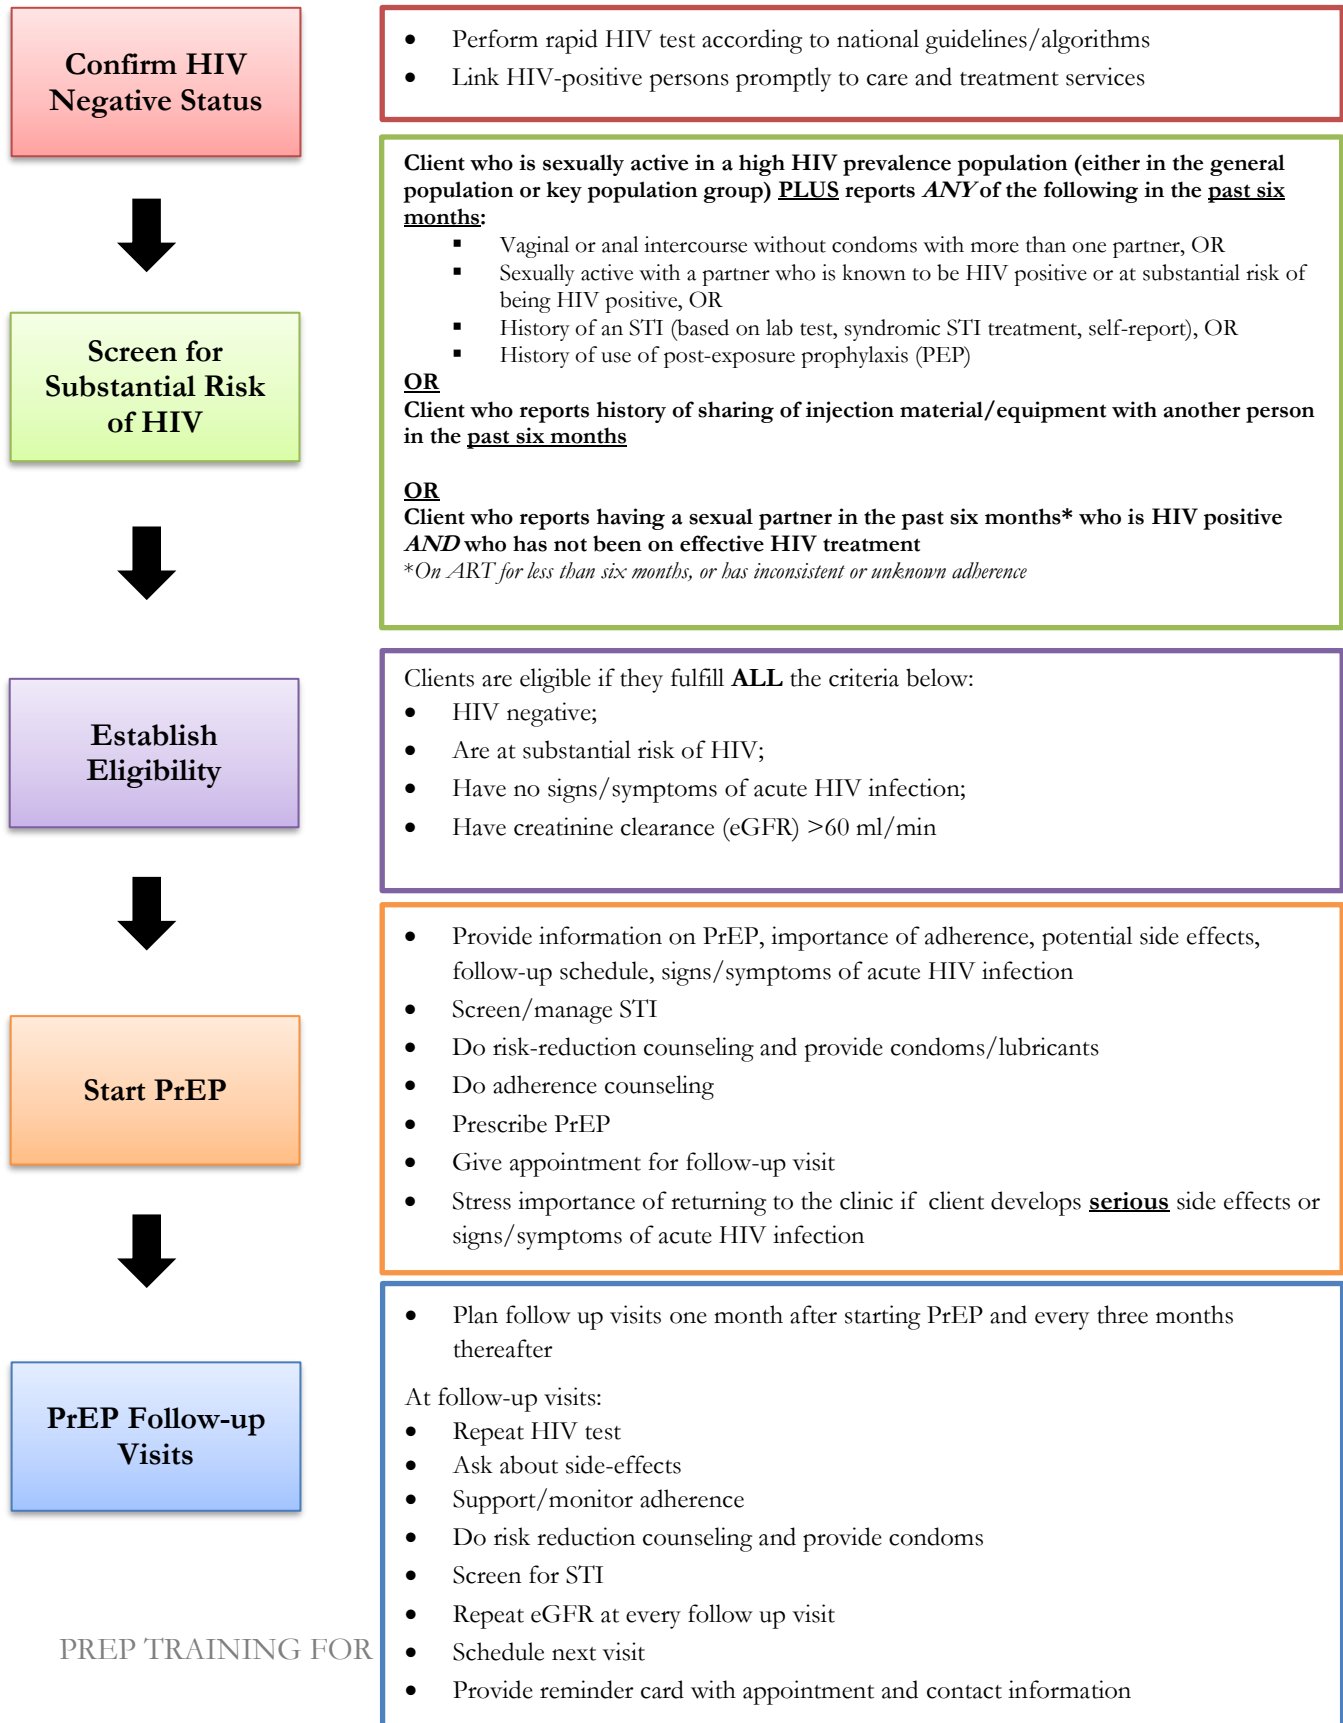 Confirm HIV
Negative Status
• Perform rapid HIV test according to national guidelines/algorithms
• Link HIV-positive persons promptly to care and treatment services
Screen for
Substantial Risk
of HIV
Client who is sexually active in a high HIV prevalence population (either in the general
population or key population group) PLUS reports ANY of the following in the past six
months:
▪ Vaginal or anal intercourse without condoms with more than one partner, OR
▪ Sexually active with a partner who is known to be HIV positive or at substantial risk of
being HIV positive, OR
▪ History of an STI (based on lab test, syndromic STI treatment, self-report), OR
▪ History of use of post-exposure prophylaxis (PEP)
OR
Client who reports history of sharing of injection material/equipment with another person
in the past six months
OR
Client who reports having a sexual partner in the past six months* who is HIV positive
AND who has not been on effective HIV treatment
*On ART for less than six months, or has inconsistent or unknown adherence
Establish
Eligibility
Clients are eligible if they fulfill ALL the criteria below:
• HIV negative;
• Are at substantial risk of HIV;
• Have no signs/symptoms of acute HIV infection;
• Have creatinine clearance (eGFR) >60 ml/min
Start PrEP
• Provide information on PrEP, importance of adherence, potential side effects,
follow-up schedule, signs/symptoms of acute HIV infection
• Screen/manage STI
• Do risk-reduction counseling and provide condoms/lubricants
• Do adherence counseling
• Prescribe PrEP
• Give appointment for follow-up visit
• Stress importance of returning to the clinic if client develops serious side effects or
signs/symptoms of acute HIV infection
PrEP Follow-up
Visits
• Plan follow up visits one month after starting PrEP and every three months
thereafter
At follow-up visits:
• Repeat HIV test
• Ask about side-effects
• Support/monitor adherence
• Do risk reduction counseling and provide condoms
• Screen for STI
• Repeat eGFR at every follow up visit
• Schedule next visit
• Provide reminder card with appointment and contact information
PREP TRAINING FOR